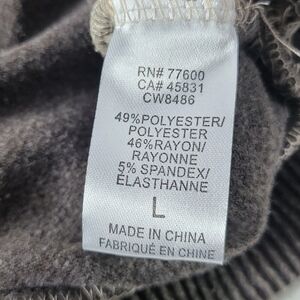 RN# 77600
CA# 45831
CW8486
49%POLYESTER/
POLYESTER
46%RAYON/
RAYONNE
5% SPANDEX/
ÉLASTHANNE
L
MADE IN CHINA
FABRIQUÉ EN CHINE